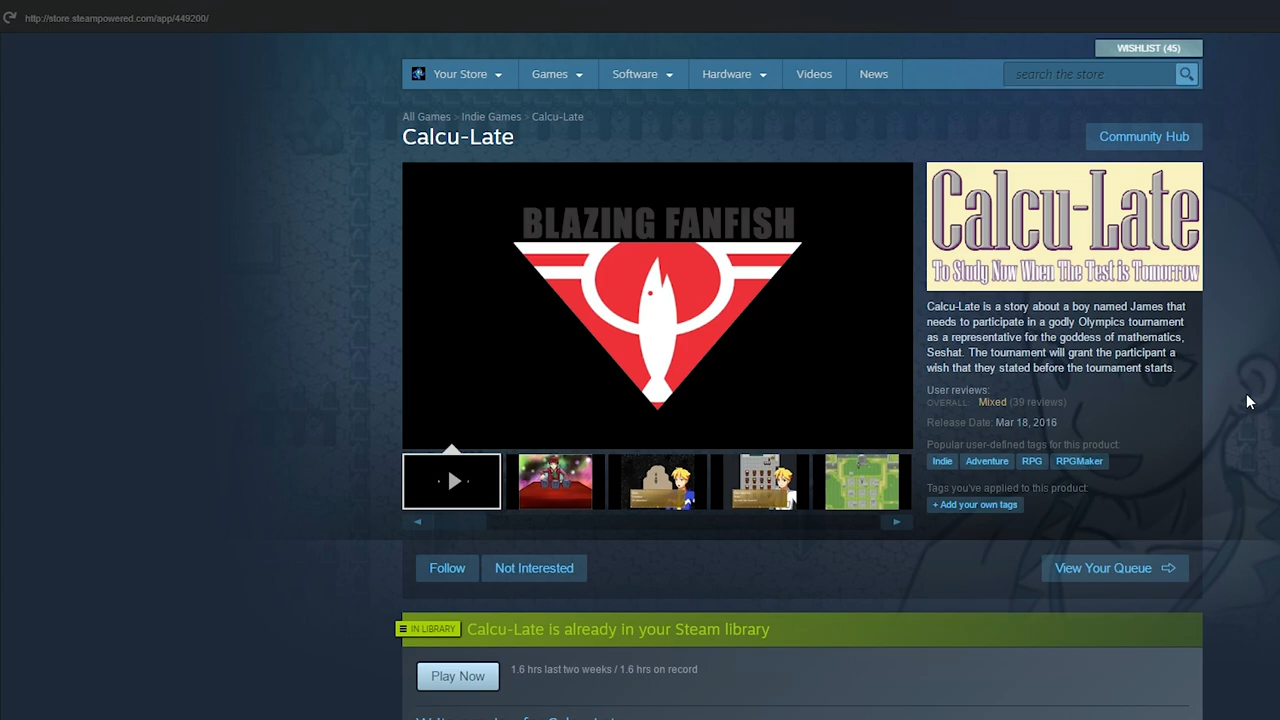 http://store.steampowered.com/app/449200/
WISHLIST (45)
Your Store Games Software Hardware Videos News search the store
All Games > Indie Games > Calcu-Late
Calcu-Late
Community Hub
BLAZING FANFISH
Calcu-Late
To Study Now When The Test is Tomorrow
Calcu-Late is a story about a boy named James that
needs to participate in a godly Olympics tournament
as a representative for the goddess of mathematics,
Seshat. The tournament will grant the participant a
wish that they stated before the tournament starts.
User reviews:
OVERALL: Mixed (39 reviews)
Release Date: Mar 18, 2016
Popular user-defined tags for this product:
Indie Adventure RPG RPGMaker
Tags you've applied to this product:
+ Add your own tags
Follow Not Interested View Your Queue
IN LIBRARY Calcu-Late is already in your Steam library
Play Now 1.6 hrs last two weeks / 1.6 hrs on record